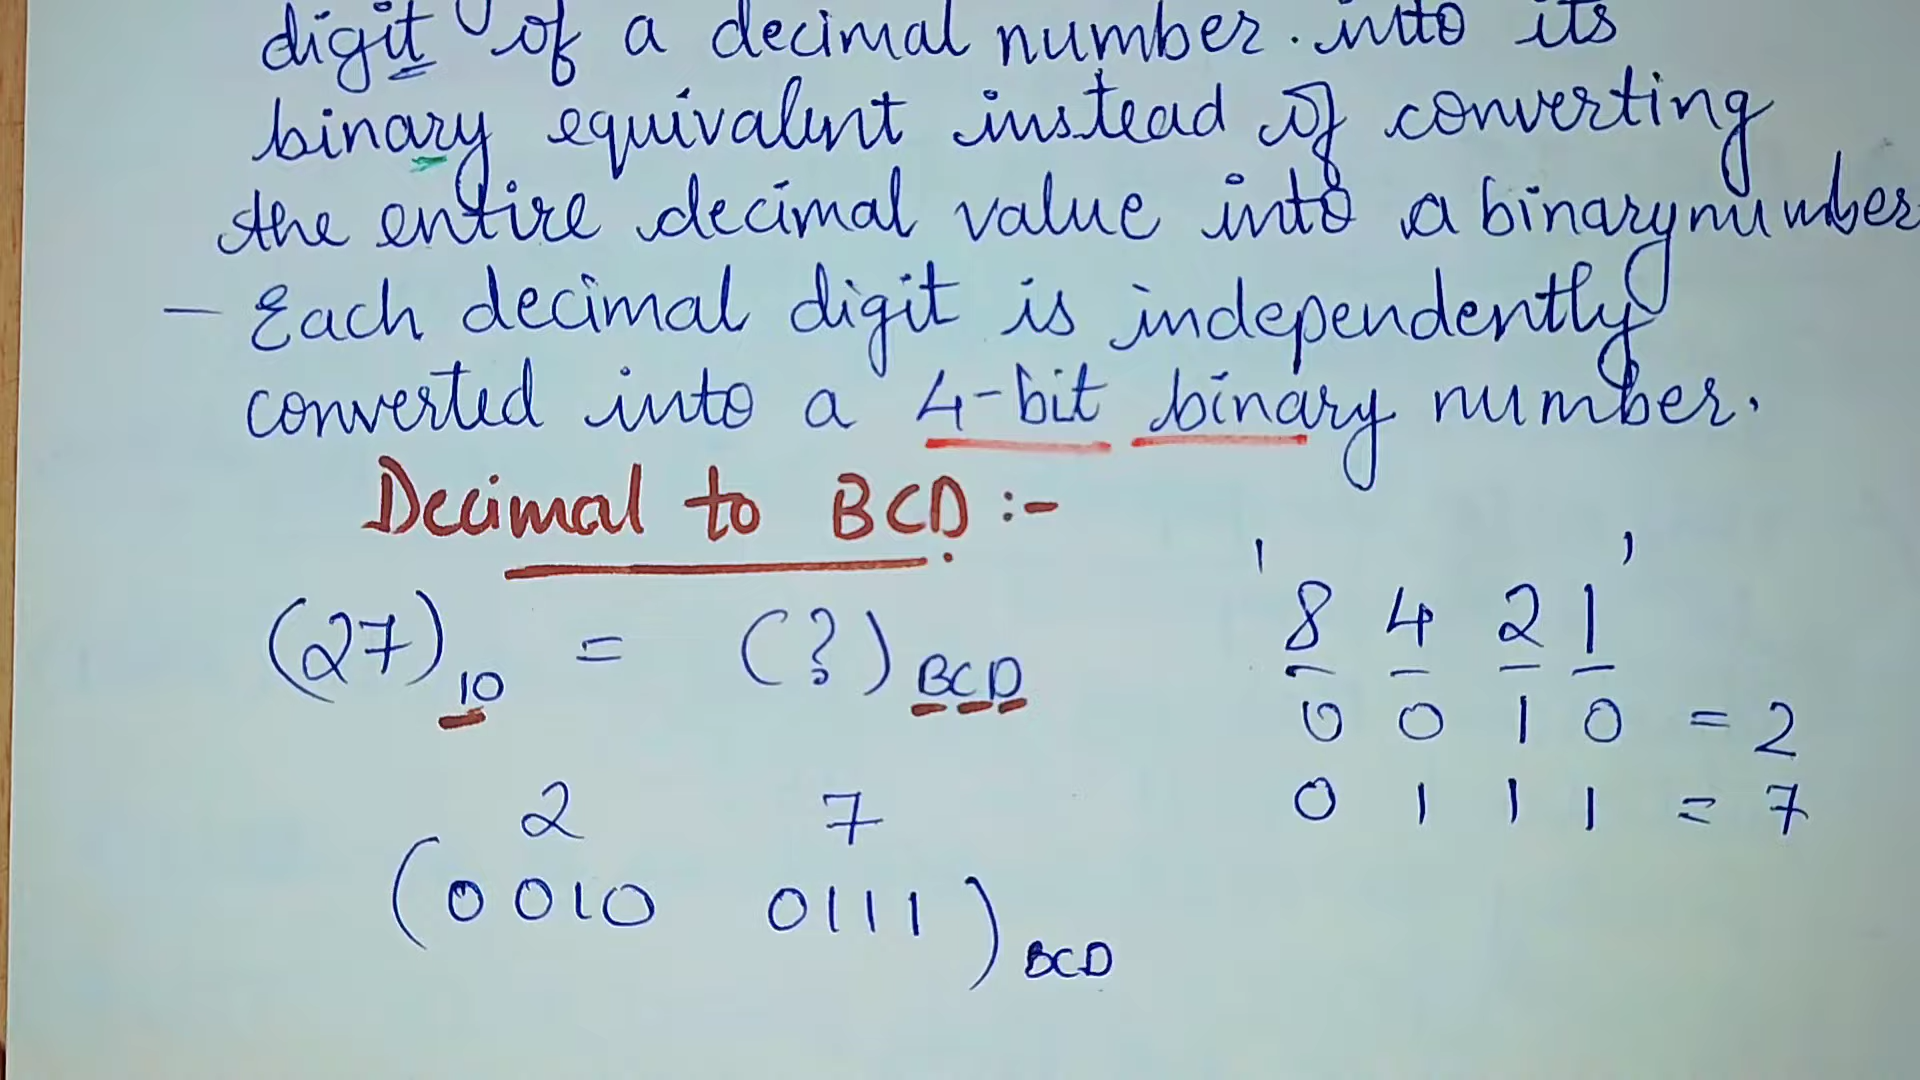 digit of a decimal number. into its
binary equivalent instead of converting
the entire decimal value into a binary number
- Each decimal digit is independently
converted into a 4-bit binary number.
Decimal to BCD :-
(27)10 = (?)BCD
2 7
(0010 0111)BCD
' 8 4 2 1 '
0 0 1 0 = 2
0 1 1 1 = 7